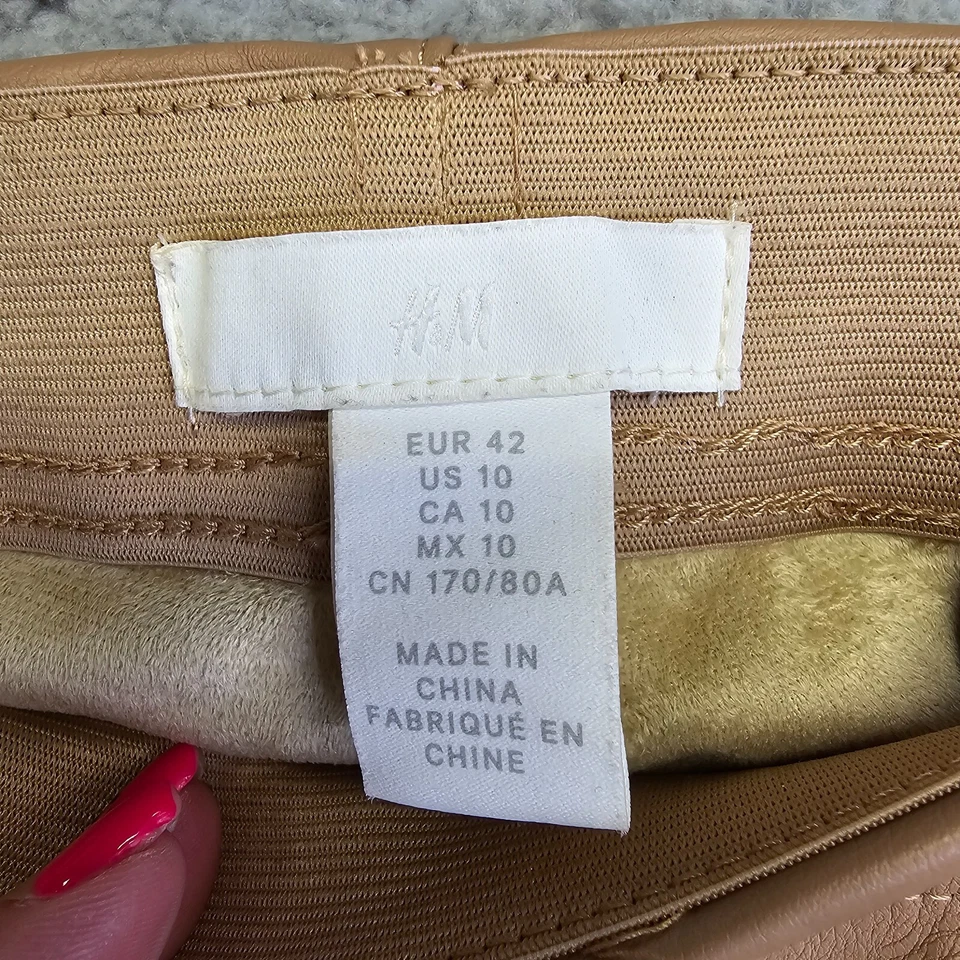 H&M
EUR 42
US 10
CA 10
MX 10
CN 170/80A
MADE IN
CHINA
FABRIQUÉ EN
CHINE